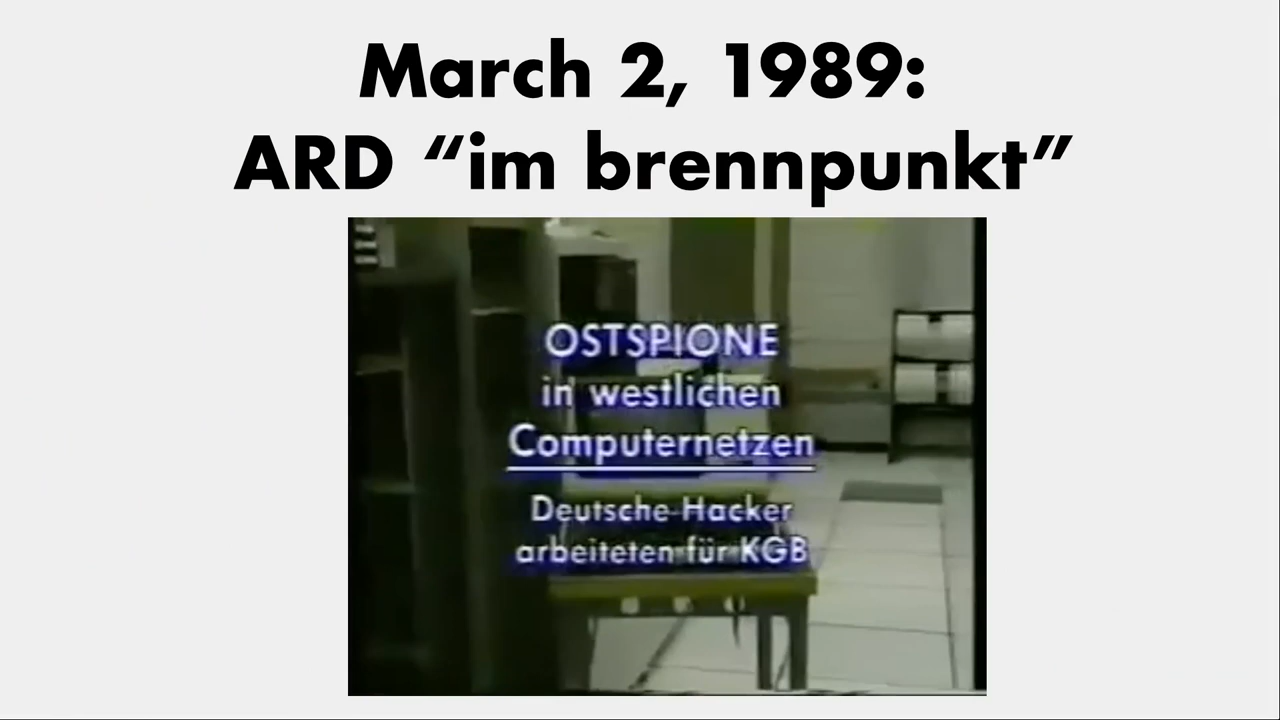 March 2, 1989:
ARD “im brennpunkt”
OSTSPIONE
in westlichen
Computernetzen
Deutsche Hacker
arbeiteten für KGB